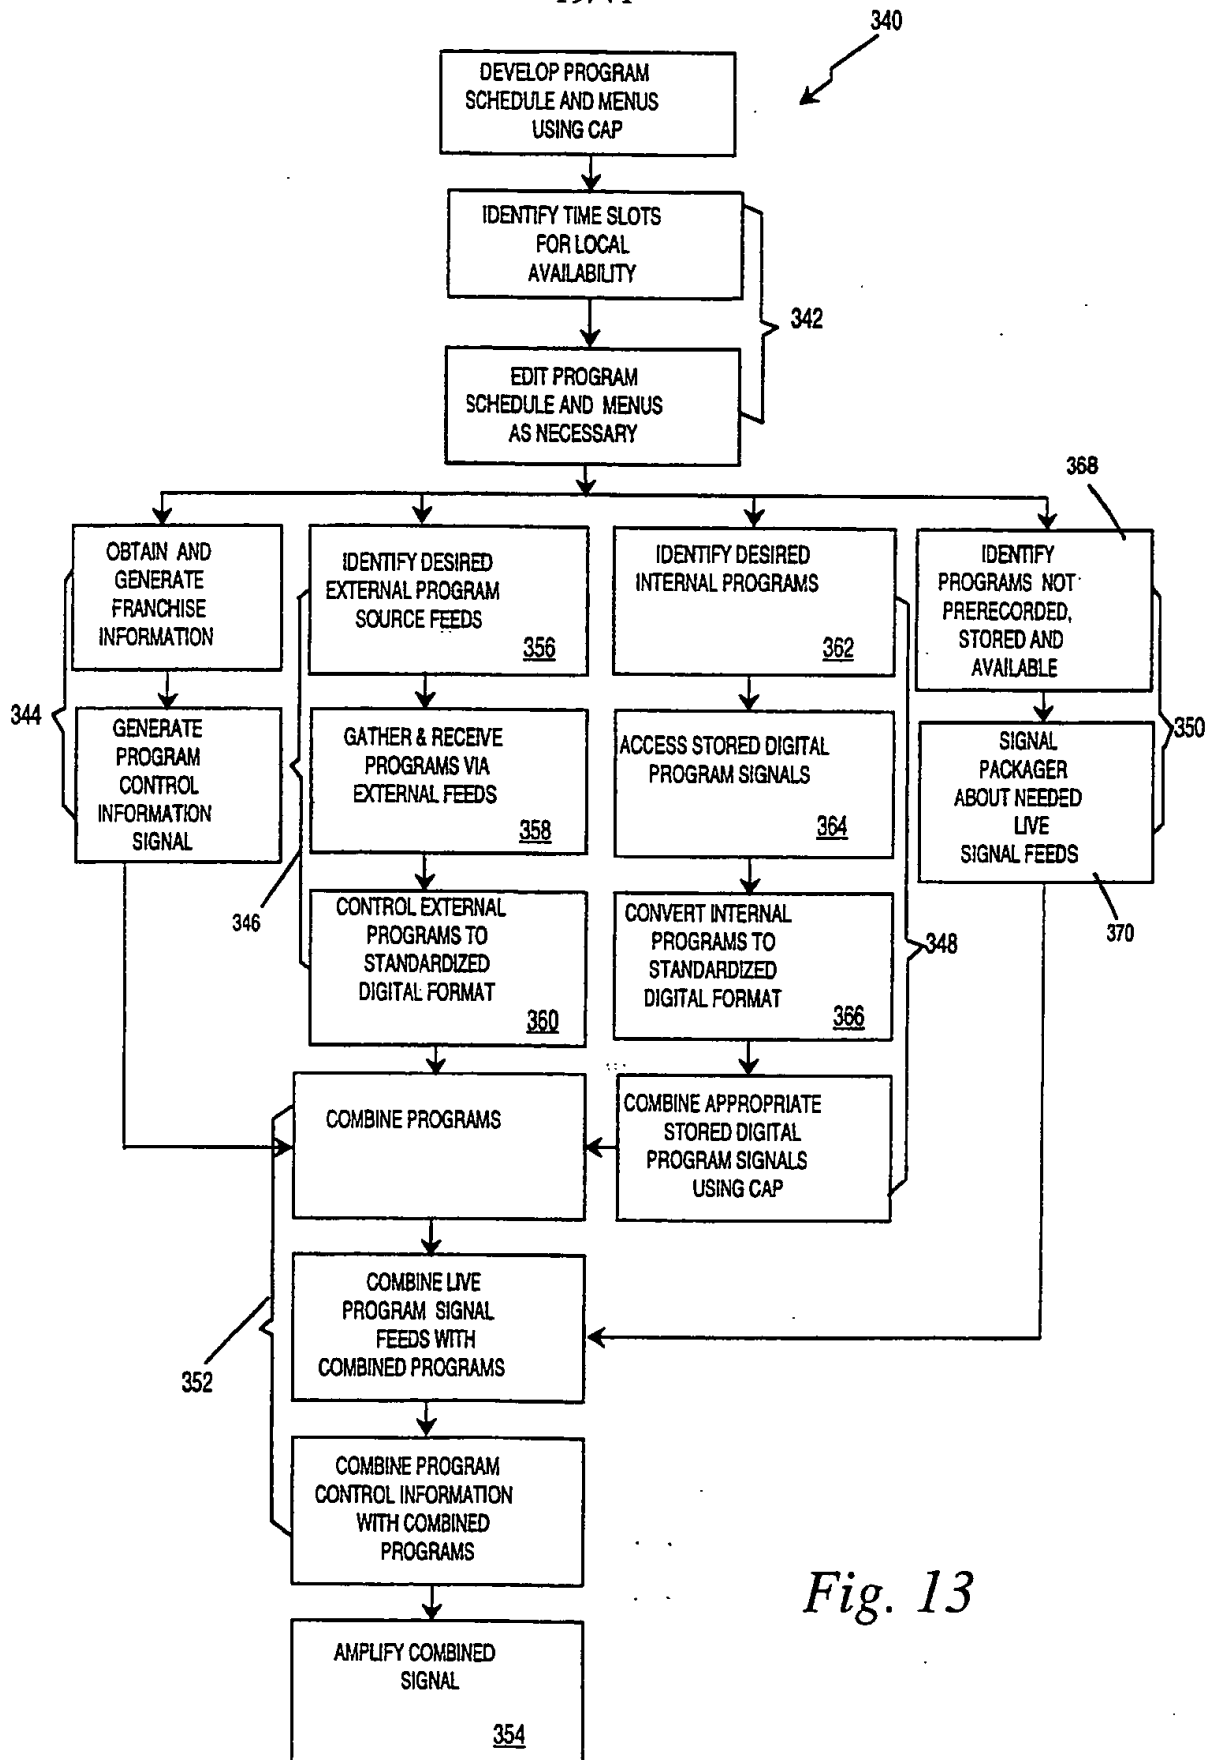 340
DEVELOP PROGRAM
SCHEDULE AND MENUS
USING CAP
IDENTIFY TIME SLOTS
FOR LOCAL
AVAILABILITY
342
EDIT PROGRAM
SCHEDULE AND MENUS
AS NECESSARY
368
OBTAIN AND
GENERATE
FRANCHISE
INFORMATION
IDENTIFY DESIRED
EXTERNAL PROGRAM
SOURCE FEEDS
356
IDENTIFY DESIRED
INTERNAL PROGRAMS
362
IDENTIFY
PROGRAMS NOT
PRERECORDED,
STORED AND
AVAILABLE
344
350
GENERATE
PROGRAM
CONTROL
INFORMATION
SIGNAL
GATHER & RECEIVE
PROGRAMS VIA
EXTERNAL FEEDS
358
ACCESS STORED DIGITAL
PROGRAM SIGNALS
364
SIGNAL
PACKAGER
ABOUT NEEDED
LIVE
SIGNAL FEEDS
346
CONTROL EXTERNAL
PROGRAMS TO
STANDARDIZED
DIGITAL FORMAT
360
CONVERT INTERNAL
PROGRAMS TO
STANDARDIZED
DIGITAL FORMAT
366
348
370
COMBINE PROGRAMS
COMBINE APPROPRIATE
STORED DIGITAL
PROGRAM SIGNALS
USING CAP
COMBINE LIVE
PROGRAM SIGNAL
FEEDS WITH
COMBINED PROGRAMS
352
COMBINE PROGRAM
CONTROL INFORMATION
WITH COMBINED
PROGRAMS
Fig. 13
AMPLIFY COMBINED
SIGNAL
354